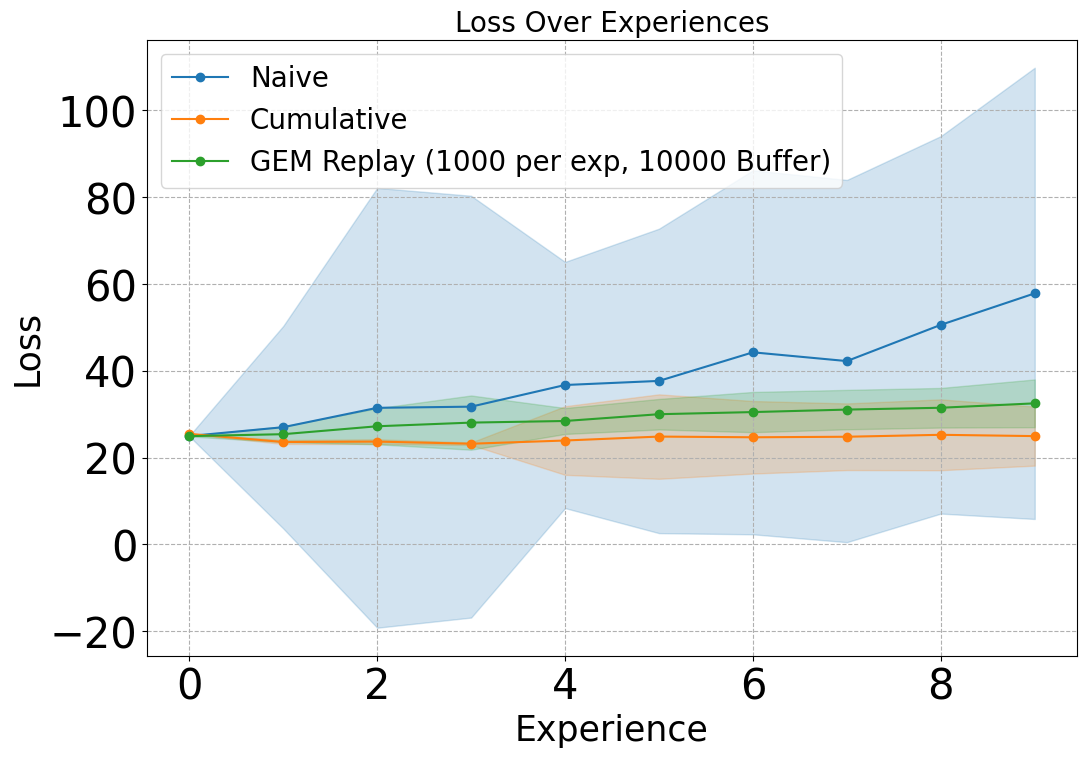 Loss Over Experiences
Naive
Cumulative
GEM Replay (1000 per exp, 10000 Buffer)
Loss
100
80
60
40
20
0
−20
0 2 4 6 8
Experience